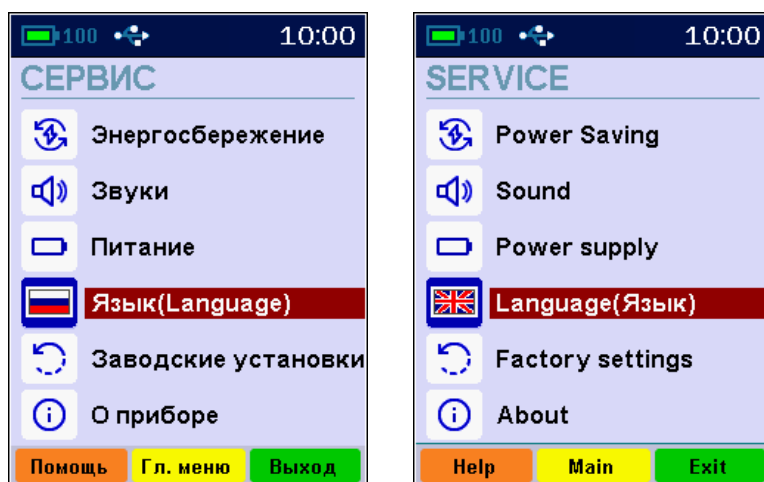 100 10:00
СЕРВИС
Энергосбережение
Звуки
Питание
Язык(Language)
Заводские установки
О приборе
Помощь Гл. меню Выход
100 10:00
SERVICE
Power Saving
Sound
Power supply
Language(Язык)
Factory settings
About
Help Main Exit